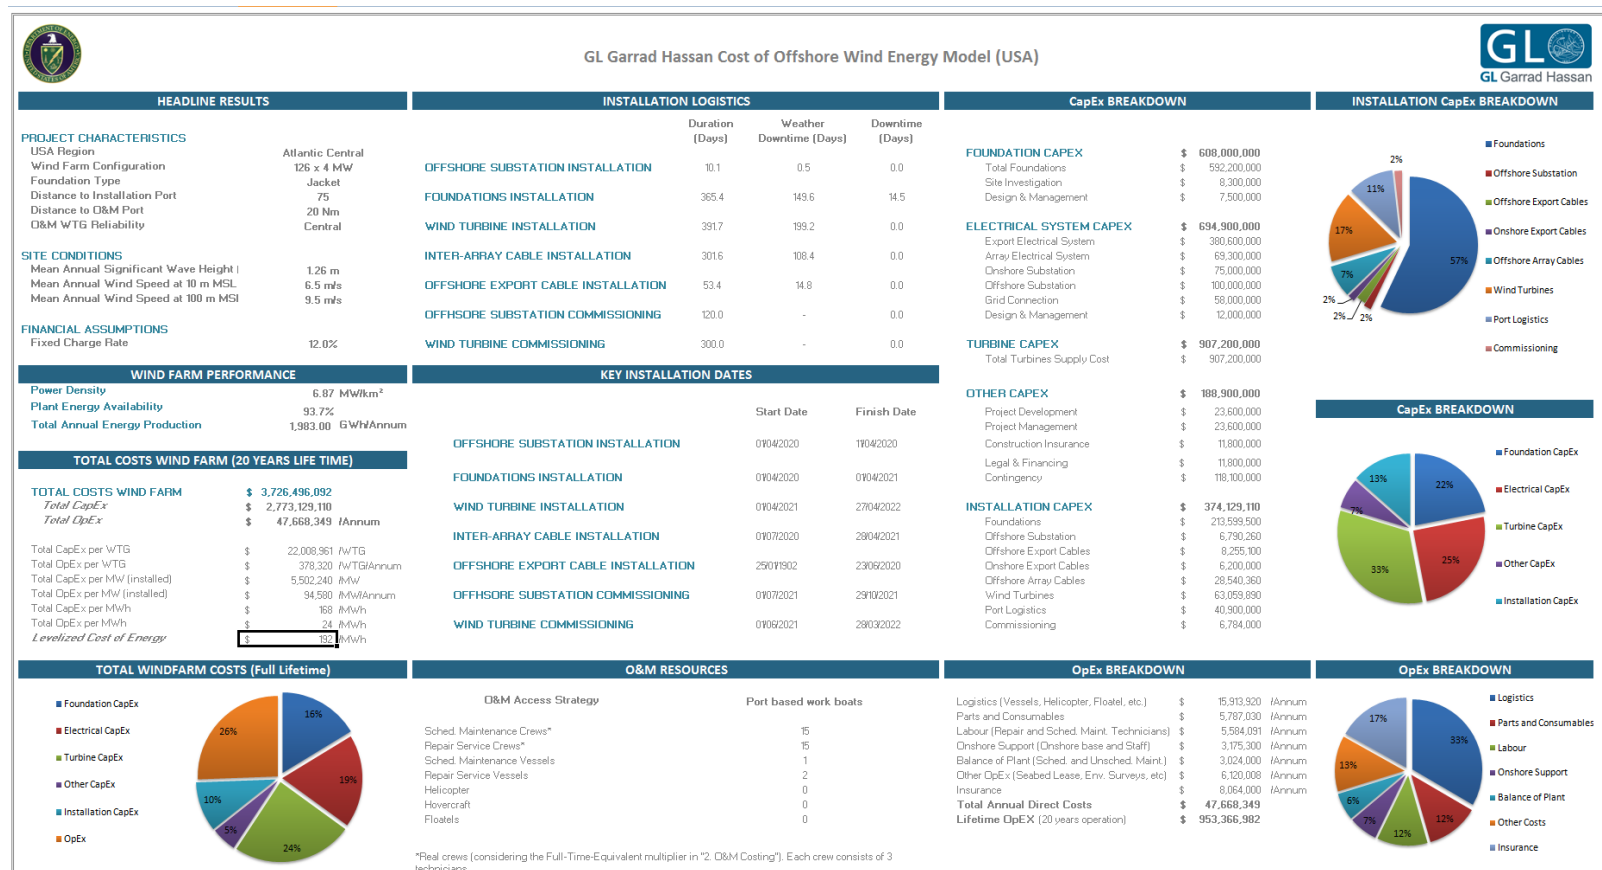 GL Garrad Hassan Cost of Offshore Wind Energy Model (USA)
GL
GL Garrad Hassan
HEADLINE RESULTS
PROJECT CHARACTERISTICS
USA Region Atlantic Central
Wind Farm Configuration 126 x 4 MW
Foundation Type Jacket
Distance to Installation Port 75
Distance to O&M Port 20 Nm
O&M WTG Reliability Central
SITE CONDITIONS
Mean Annual Significant Wave Height 1.26 m
Mean Annual Wind Speed at 10 m MSL 6.5 m/s
Mean Annual Wind Speed at 100 m MSl 9.5 m/s
FINANCIAL ASSUMPTIONS
Fixed Charge Rate 12.0%
WIND FARM PERFORMANCE
Power Density 6.87 MW/km²
Plant Energy Availability 93.7%
Total Annual Energy Production 1,983.00 GWh/Annum
TOTAL COSTS WIND FARM (20 YEARS LIFE TIME)
TOTAL COSTS WIND FARM $ 3,726,496,092
Total CapEx $ 2,773,129,110
Total OpEx $ 47,668,349 /Annum
Total CapEx per WTG $ 22,008,961 /WTG
Total OpEx per WTG $ 378,320 /WTG/Annum
Total CapEx per MW (installed) $ 5,502,240 /MW
Total OpEx per MW (installed) $ 94,580 /MW/Annum
Total CapEx per MWh $ 168 /MWh
Total OpEx per MWh $ 24 /MWh
Levelized Cost of Energy $ 192 /MWh
INSTALLATION LOGISTICS
Duration (Days) Weather Downtime (Days) Downtime (Days)
OFFSHORE SUBSTATION INSTALLATION 10.1 0.5 0.0
FOUNDATIONS INSTALLATION 365.4 149.6 14.5
WIND TURBINE INSTALLATION 391.7 199.2 0.0
INTER-ARRAY CABLE INSTALLATION 301.6 108.4 0.0
OFFSHORE EXPORT CABLE INSTALLATION 53.4 14.8 0.0
OFFHSORE SUBSTATION COMMISSIONING 120.0 - 0.0
WIND TURBINE COMMISSIONING 300.0 - 0.0
KEY INSTALLATION DATES
Start Date Finish Date
OFFSHORE SUBSTATION INSTALLATION 01/04/2020 11/04/2020
FOUNDATIONS INSTALLATION 01/04/2020 01/04/2021
WIND TURBINE INSTALLATION 01/04/2021 27/04/2022
INTER-ARRAY CABLE INSTALLATION 01/07/2020 28/04/2021
OFFSHORE EXPORT CABLE INSTALLATION 25/01/1902 23/06/2020
OFFHSORE SUBSTATION COMMISSIONING 01/07/2021 29/10/2021
WIND TURBINE COMMISSIONING 01/06/2021 28/03/2022
CapEx BREAKDOWN
FOUNDATION CAPEX $ 608,000,000
Total Foundations $ 592,200,000
Site Investigation $ 8,300,000
Design & Management $ 7,500,000
ELECTRICAL SYSTEM CAPEX $ 694,900,000
Export Electrical System $ 380,600,000
Array Electrical System $ 69,300,000
Onshore Substation $ 75,000,000
Offshore Substation $ 100,000,000
Grid Connection $ 58,000,000
Design & Management $ 12,000,000
TURBINE CAPEX $ 907,200,000
Total Turbines Supply Cost $ 907,200,000
OTHER CAPEX $ 188,900,000
Project Development $ 23,600,000
Project Management $ 23,600,000
Construction Insurance $ 11,800,000
Legal & Financing $ 11,800,000
Contingency $ 118,100,000
INSTALLATION CAPEX $ 374,129,110
Foundations $ 213,599,500
Offshore Substation $ 6,790,260
Offshore Export Cables $ 8,255,100
Onshore Export Cables $ 6,200,000
Offshore Array Cables $ 28,540,360
Wind Turbines $ 63,059,890
Port Logistics $ 40,900,000
Commissioning $ 6,784,000
INSTALLATION CapEx BREAKDOWN
2%
11%
17%
7%
2%
2%
2%
57%
Foundations
Offshore Substation
Offshore Export Cables
Onshore Export Cables
Offshore Array Cables
Wind Turbines
Port Logistics
Commissioning
CapEx BREAKDOWN
13%
22%
7%
33%
25%
Foundation CapEx
Electrical CapEx
Turbine CapEx
Other CapEx
Installation CapEx
TOTAL WINDFARM COSTS (Full Lifetime)
Foundation CapEx
Electrical CapEx
Turbine CapEx
Other CapEx
Installation CapEx
OpEx
26%
16%
19%
10%
5%
24%
O&M RESOURCES
O&M Access Strategy Port based work boats
Sched. Maintenance Crews* 15
Repair Service Crews* 15
Sched. Maintenance Vessels 1
Repair Service Vessels 2
Helicopter 0
Hovercraft 0
Floatels 0
*Real crews (considering the Full-Time-Equivalent multiplier in "2. O&M Costing"). Each crew consists of 3
technicians
OpEx BREAKDOWN
Logistics (Vessels, Helicopter, Floatel, etc.) $ 15,913,920 /Annum
Parts and Consumables $ 5,787,030 /Annum
Labour (Repair and Sched. Maint. Technicians) $ 5,584,091 /Annum
Onshore Support (Onshore base and Staff) $ 3,175,300 /Annum
Balance of Plant (Sched. and Unsched. Maint.) $ 3,024,000 /Annum
Other OpEx (Seabed Lease, Env. Surveys, etc) $ 6,120,008 /Annum
Insurance $ 8,064,000 /Annum
Total Annual Direct Costs $ 47,668,349
Lifetime OpEX (20 years operation) $ 953,366,982
OpEx BREAKDOWN
17%
33%
13%
6%
7%
12%
12%
Logistics
Parts and Consumables
Labour
Onshore Support
Balance of Plant
Other Costs
Insurance